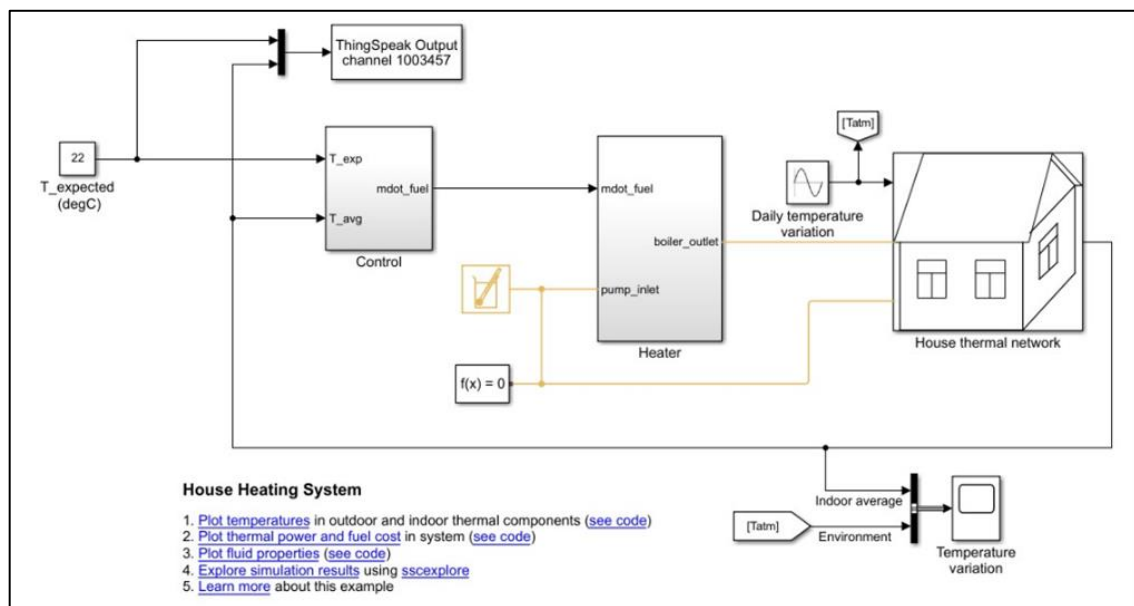 ThingSpeak Output
channel 1003457
[Tatm]
22
T_expected
(degC)
T_exp
mdot_fuel
T_avg
Control
mdot_fuel
boiler_outlet
pump_inlet
Heater
Daily temperature
variation
House thermal network
f(x) = 0
House Heating System
1. Plot temperatures in outdoor and indoor thermal components (see code)
2. Plot thermal power and fuel cost in system (see code)
3. Plot fluid properties (see code)
4. Explore simulation results using sscexplore
5. Learn more about this example
Indoor average
[Tatm]
Environment
Temperature
variation